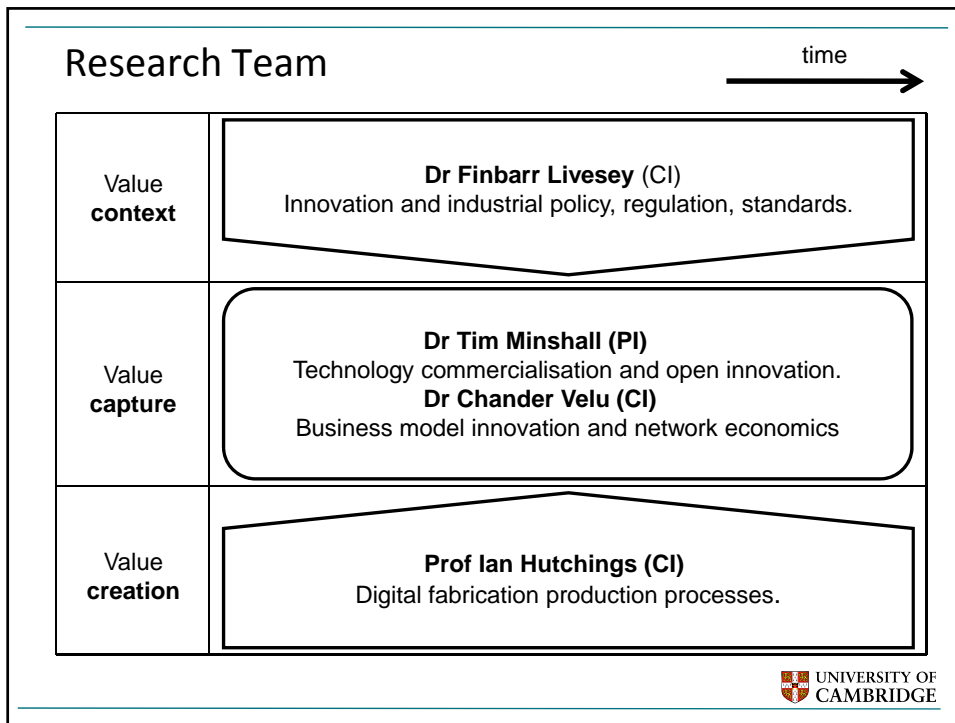 Research Team
time
Value
context
Dr Finbarr Livesey (CI)
Innovation and industrial policy, regulation, standards.
Value
capture
Dr Tim Minshall (PI)
Technology commercialisation and open innovation.
Dr Chander Velu (CI)
Business model innovation and network economics
Value
creation
Prof Ian Hutchings (CI)
Digital fabrication production processes.
UNIVERSITY OF
CAMBRIDGE